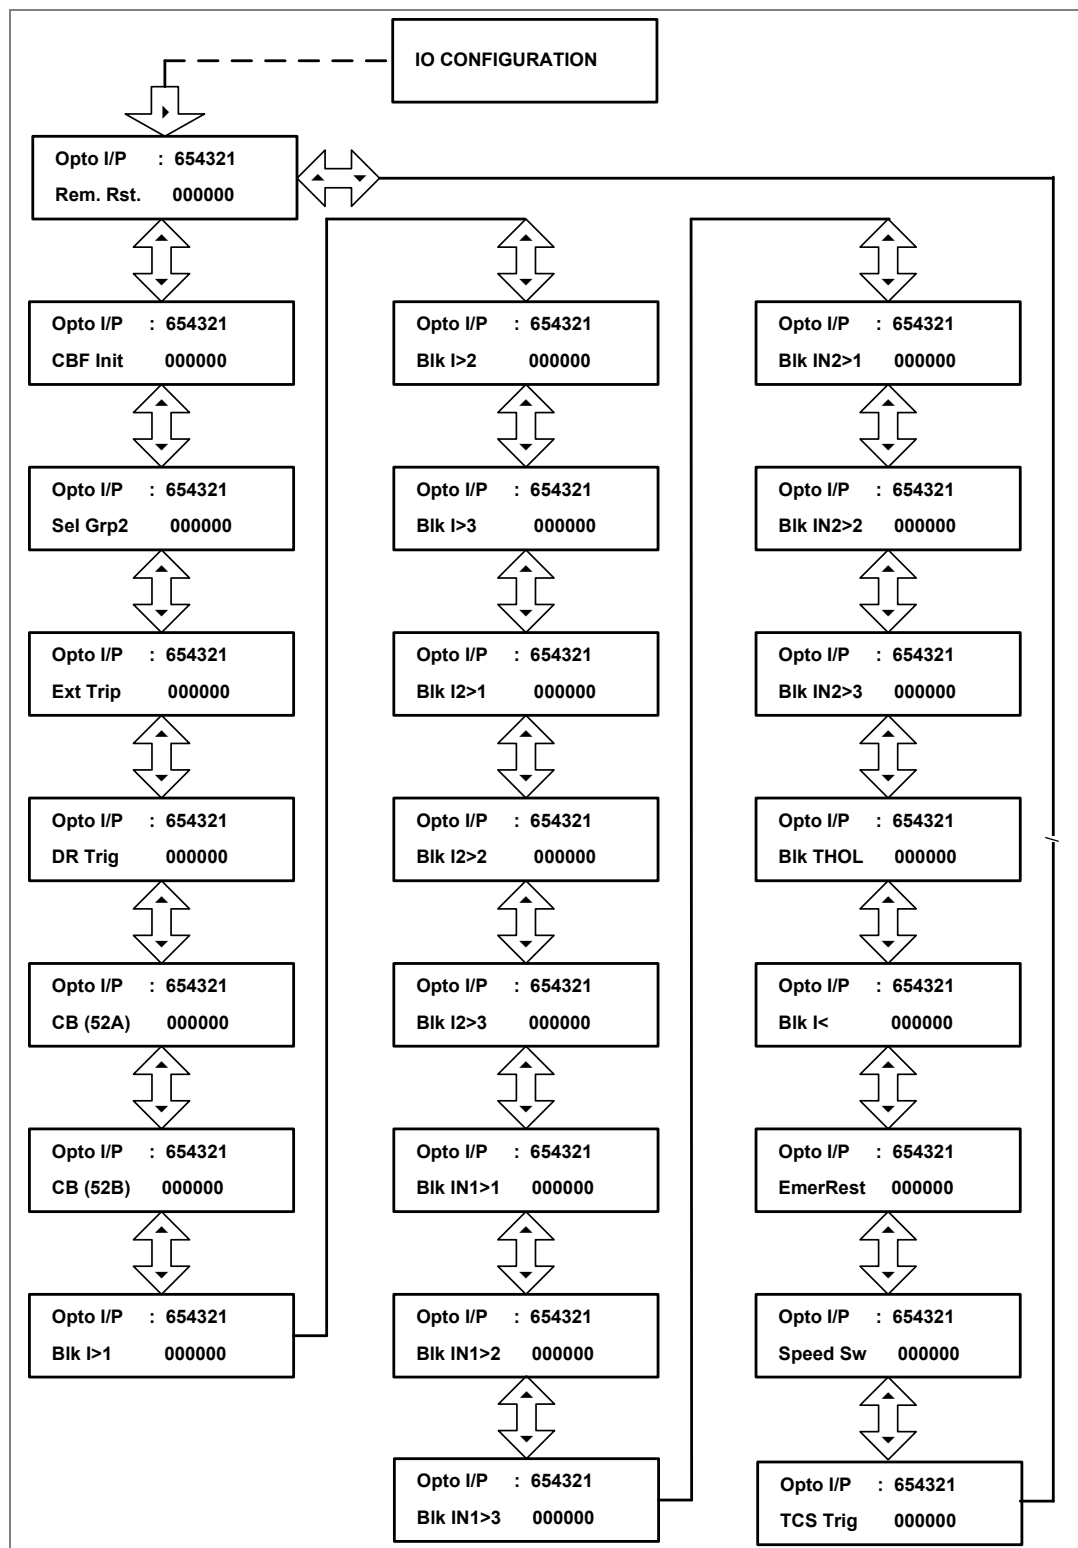 IO CONFIGURATION
Opto I/P : 654321
Rem. Rst. 000000
Opto I/P : 654321
CBF Init 000000
Opto I/P : 654321
Sel Grp2 000000
Opto I/P : 654321
Ext Trip 000000
Opto I/P : 654321
DR Trig 000000
Opto I/P : 654321
CB (52A) 000000
Opto I/P : 654321
CB (52B) 000000
Opto I/P : 654321
Blk I>1 000000
Opto I/P : 654321
Blk I>2 000000
Opto I/P : 654321
Blk I>3 000000
Opto I/P : 654321
Blk I2>1 000000
Opto I/P : 654321
Blk I2>2 000000
Opto I/P : 654321
Blk I2>3 000000
Opto I/P : 654321
Blk IN1>1 000000
Opto I/P : 654321
Blk IN1>2 000000
Opto I/P : 654321
Blk IN1>3 000000
Opto I/P : 654321
Blk IN2>1 000000
Opto I/P : 654321
Blk IN2>2 000000
Opto I/P : 654321
Blk IN2>3 000000
Opto I/P : 654321
Blk THOL 000000
Opto I/P : 654321
Blk I< 000000
Opto I/P : 654321
EmerRest 000000
Opto I/P : 654321
Speed Sw 000000
Opto I/P : 654321
TCS Trig 000000